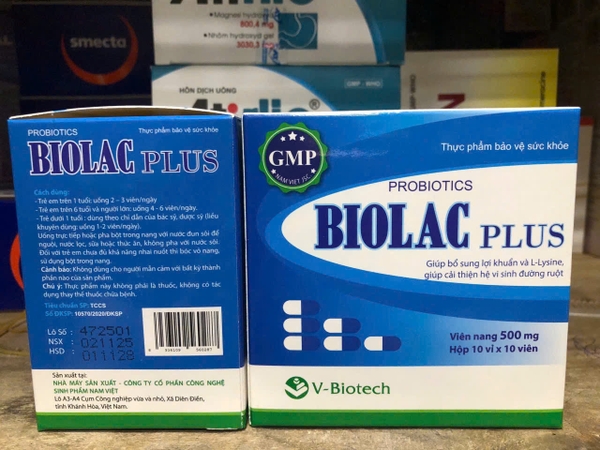 smecta
• Magnesi hydroxyd
800,4 mg
• Nhôm hydroxyd gel
HỖN DỊCH UỐNG
GMP - WHO
PROBIOTICS
Thực phẩm bảo vệ sức khỏe
BIOLAC PLUS
Cách dùng:
- Trẻ em trên 1 tuổi: uống 2 – 3 viên/ngày
- Trẻ em trên 6 tuổi và người lớn: uống 4 - 6 viên/ngày.
- Trẻ dưới 1 tuổi : dùng theo chỉ dẫn của bác sỹ, dược sỹ (liều
khuyên dùng: uống 1-2 viên/ngày).
Uống trực tiếp hoặc pha bột trong nang với nước đun sôi để
nguội, nước lọc, sữa hoặc thức ăn, không pha với nước sôi.
Đối với trẻ em chưa đủ khả năng nhai nuốt thì bóc vỏ nang,
sử dụng bột trong nang.
Cảnh báo: Không dùng cho người mẫn cảm với bất kỳ thành
phần nào của sản phẩm.
Chú ý: Thực phẩm này không phải là thuốc, không có tác
dụng thay thế thuốc chữa bệnh.
Tiêu chuẩn SP: TCCS
Số ĐKSP: 10570/2020/ĐKSP
Lô Số : 472501
NSX : 021125
HSD : 011128
Sản xuất tại:
NHÀ MÁY SẢN XUẤT - CÔNG TY CỔ PHẦN CÔNG NGHỆ
SINH PHẨM NAM VIỆT
Lô A3-A4 Cụm Công nghiệp vừa và nhỏ, Xã Diên Điền,
tỉnh Khánh Hòa, Việt Nam.
GMP
NAM VIỆT JSC
Thực phẩm bảo vệ sức khỏe
PROBIOTICS
BIOLAC PLUS
Giúp bổ sung lợi khuẩn và L-Lysine,
giúp cải thiện hệ vi sinh đường ruột
Viên nang 500 mg
Hộp 10 vỉ x 10 viên
V-Biotech